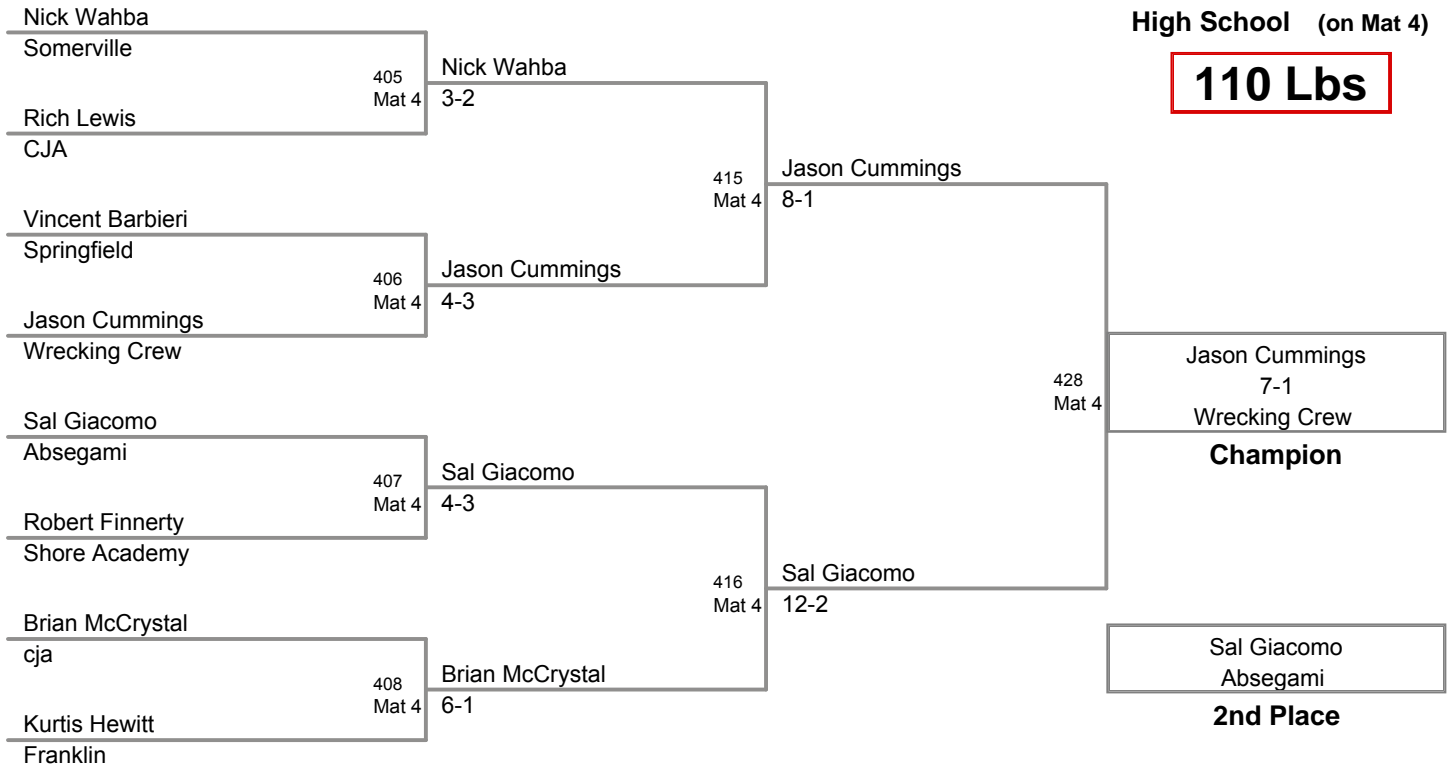 High School (on Mat 4)
110 Lbs
Nick Wahba
Somerville
405
Mat 4
Rich Lewis
CJA
Nick Wahba
3-2
Vincent Barbieri
Springfield
406
Mat 4
Jason Cummings
Wrecking Crew
Jason Cummings
4-3
415
Mat 4
Jason Cummings
8-1
Sal Giacomo
Absegami
407
Mat 4
Robert Finnerty
Shore Academy
Sal Giacomo
4-3
Brian McCrystal
cja
408
Mat 4
Kurtis Hewitt
Franklin
Brian McCrystal
6-1
416
Mat 4
Sal Giacomo
12-2
428
Mat 4
Jason Cummings
7-1
Wrecking Crew
Champion
Sal Giacomo
Absegami
2nd Place